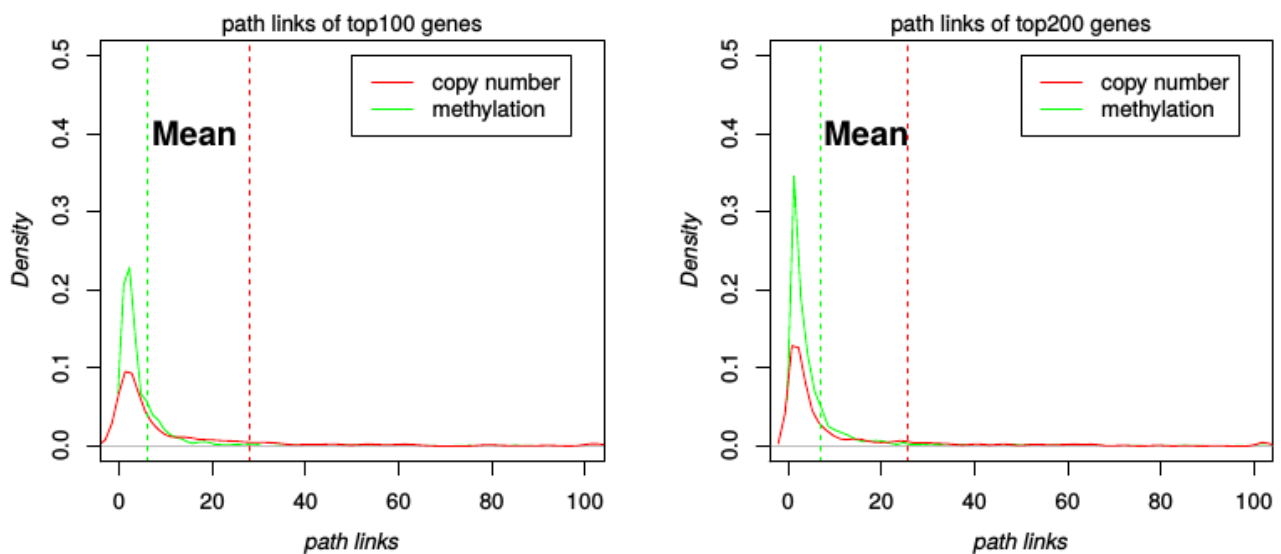 path links of top100 genes
0.5
0.4
0.3
0.2
0.1
0.0
Density
copy number
methylation
Mean
0 20 40 60 80 100
path links
path links of top200 genes
0.5
0.4
0.3
0.2
0.1
0.0
Density
copy number
methylation
Mean
0 20 40 60 80 100
path links